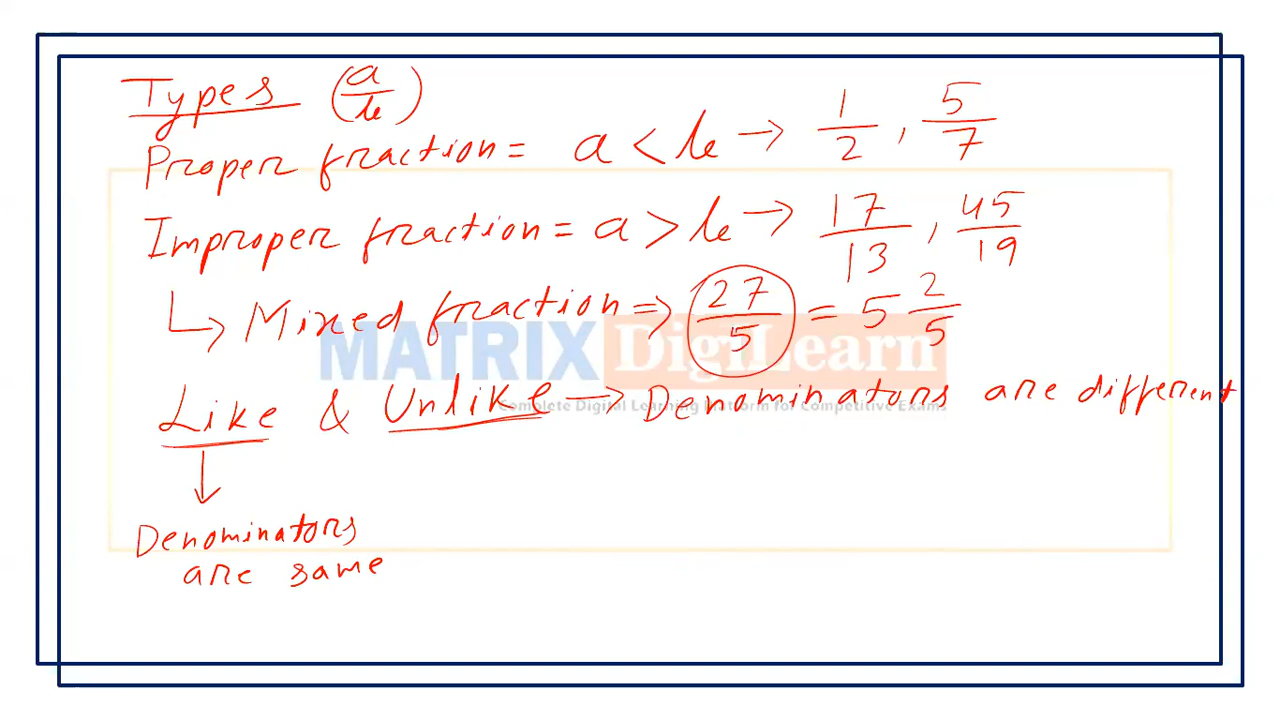 Types (a/b)
Proper fraction = a < b → 1/2, 5/7
Improper fraction = a > b → 17/13, 45/19
↳ Mixed fraction ⇒ 27/5 = 5 2/5
MATRIX DigiLearn
Like & Unlike → Denominators are different
Complete Digital Learning Platform for Competitive Exams
↓
Denominators
are same